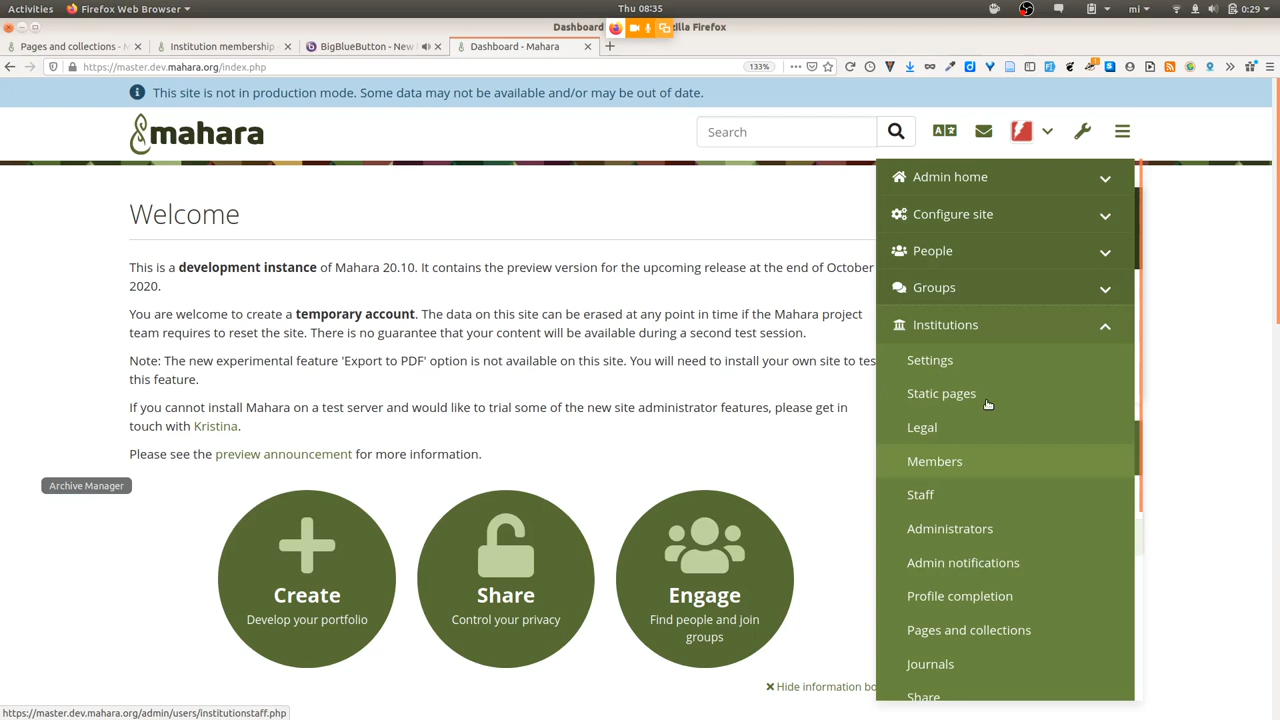 Activities
Firefox Web Browser
Thu 08:35
mi
0:29
Dashboard
zilla Firefox
Pages and collections -
Institution membership
BigBlueButton - New
Dashboard - Mahara
https://master.dev.mahara.org/index.php
133%
This site is not in production mode. Some data may not be available and/or may be out of date.
mahara
Search
Welcome
This is a development instance of Mahara 20.10. It contains the preview version for the upcoming release at the end of October
2020.
You are welcome to create a temporary account. The data on this site can be erased at any point in time if the Mahara project
team requires to reset the site. There is no guarantee that your content will be available during a second test session.
Note: The new experimental feature 'Export to PDF' option is not available on this site. You will need to install your own site to tes
this feature.
If you cannot install Mahara on a test server and would like to trial some of the new site administrator features, please get in
touch with Kristina.
Please see the preview announcement for more information.
Archive Manager
Create
Develop your portfolio
Share
Control your privacy
Engage
Find people and join
groups
Hide information bo
Admin home
Configure site
People
Groups
Institutions
Settings
Static pages
Legal
Members
Staff
Administrators
Admin notifications
Profile completion
Pages and collections
Journals
Share
https://master.dev.mahara.org/admin/users/institutionstaff.php